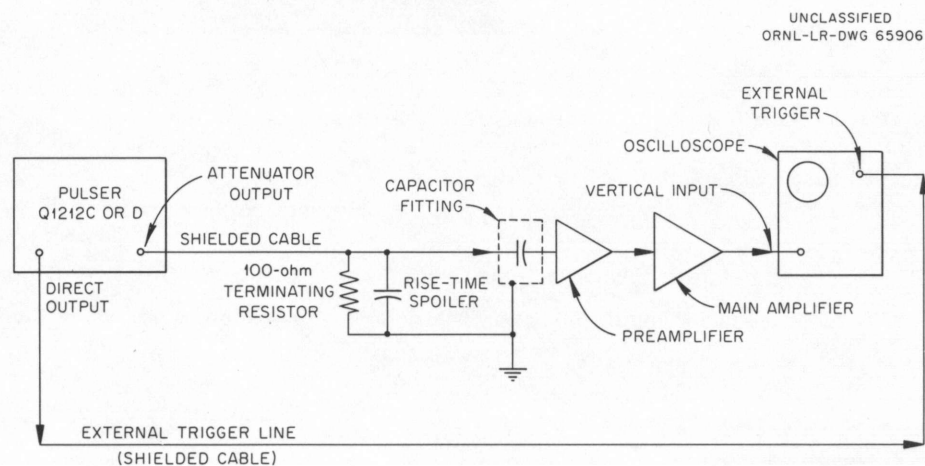 UNCLASSIFIED
ORNL-LR-DWG 65906
EXTERNAL
TRIGGER
OSCILLOSCOPE
PULSER
Q1212C OR D
ATTENUATOR
OUTPUT
CAPACITOR
FITTING
VERTICAL INPUT
SHIELDED CABLE
DIRECT
OUTPUT
100-ohm
TERMINATING
RESISTOR
RISE-TIME
SPOILER
MAIN AMPLIFIER
PREAMPLIFIER
EXTERNAL TRIGGER LINE
(SHIELDED CABLE)